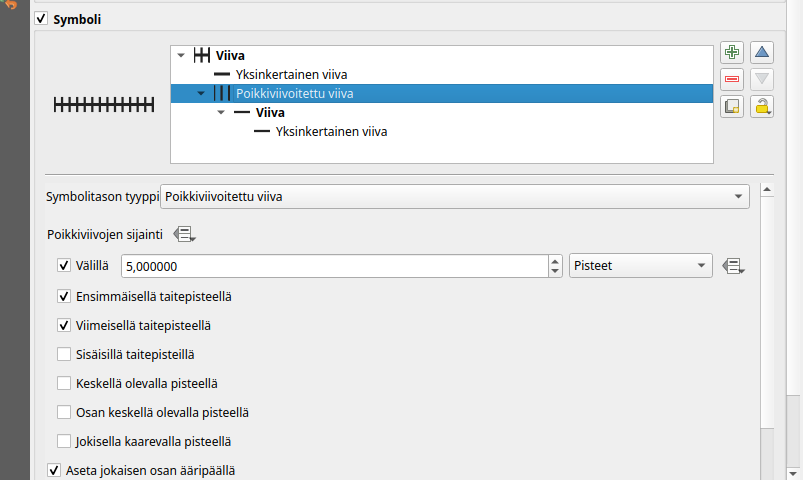 Symboli
Viiva
Yksinkertainen viiva
Poikkiviivoitettu viiva
Viiva
Yksinkertainen viiva
Symbolitason tyyppi Poikkiviivoitettu viiva
Poikkiviivojen sijainti
Välillä 5,000000 Pisteet
Ensimmäisellä taitepisteellä
Viimeisellä taitepisteellä
Sisäisillä taitepisteillä
Keskellä olevalla pisteellä
Osan keskellä olevalla pisteellä
Jokisella kaarevalla pisteellä
Aseta jokaisen osan ääripäällä